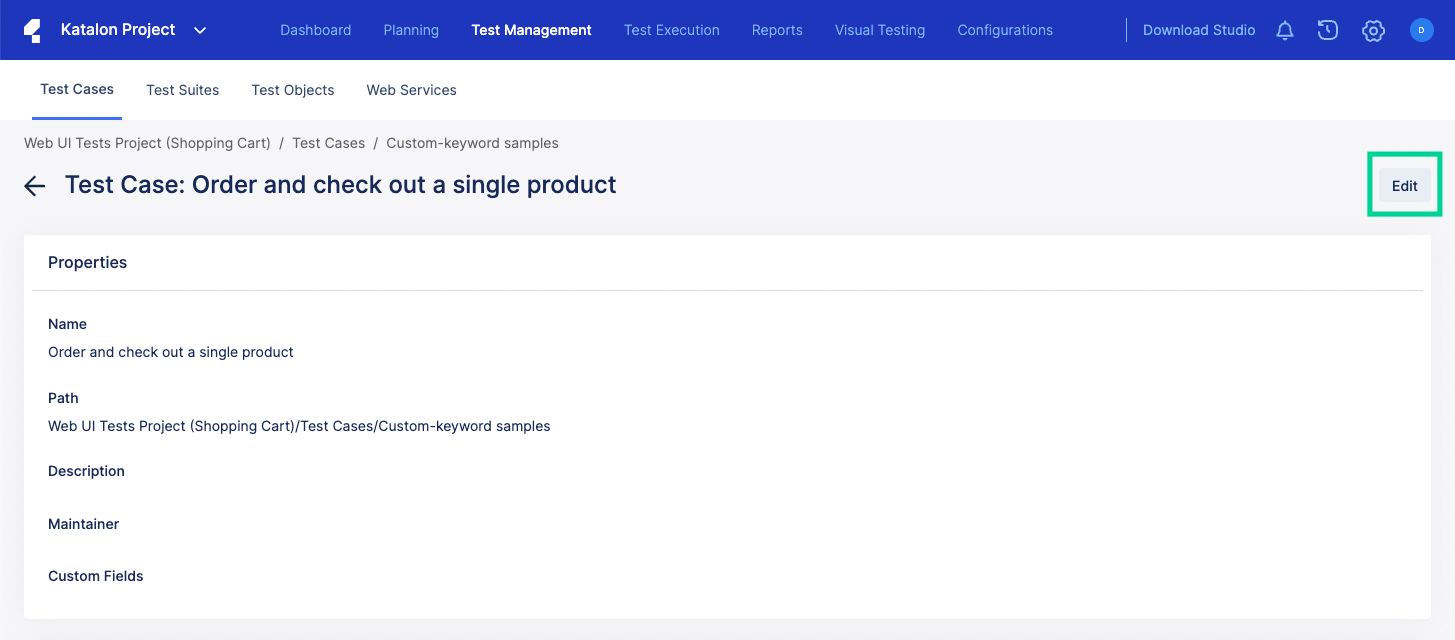 Katalon Project Dashboard Planning Test Management Test Execution Reports Visual Testing Configurations Download Studio D
Test Cases Test Suites Test Objects Web Services
Web UI Tests Project (Shopping Cart) / Test Cases / Custom-keyword samples
Test Case: Order and check out a single product Edit
Properties
Name
Order and check out a single product
Path
Web UI Tests Project (Shopping Cart)/Test Cases/Custom-keyword samples
Description
Maintainer
Custom Fields